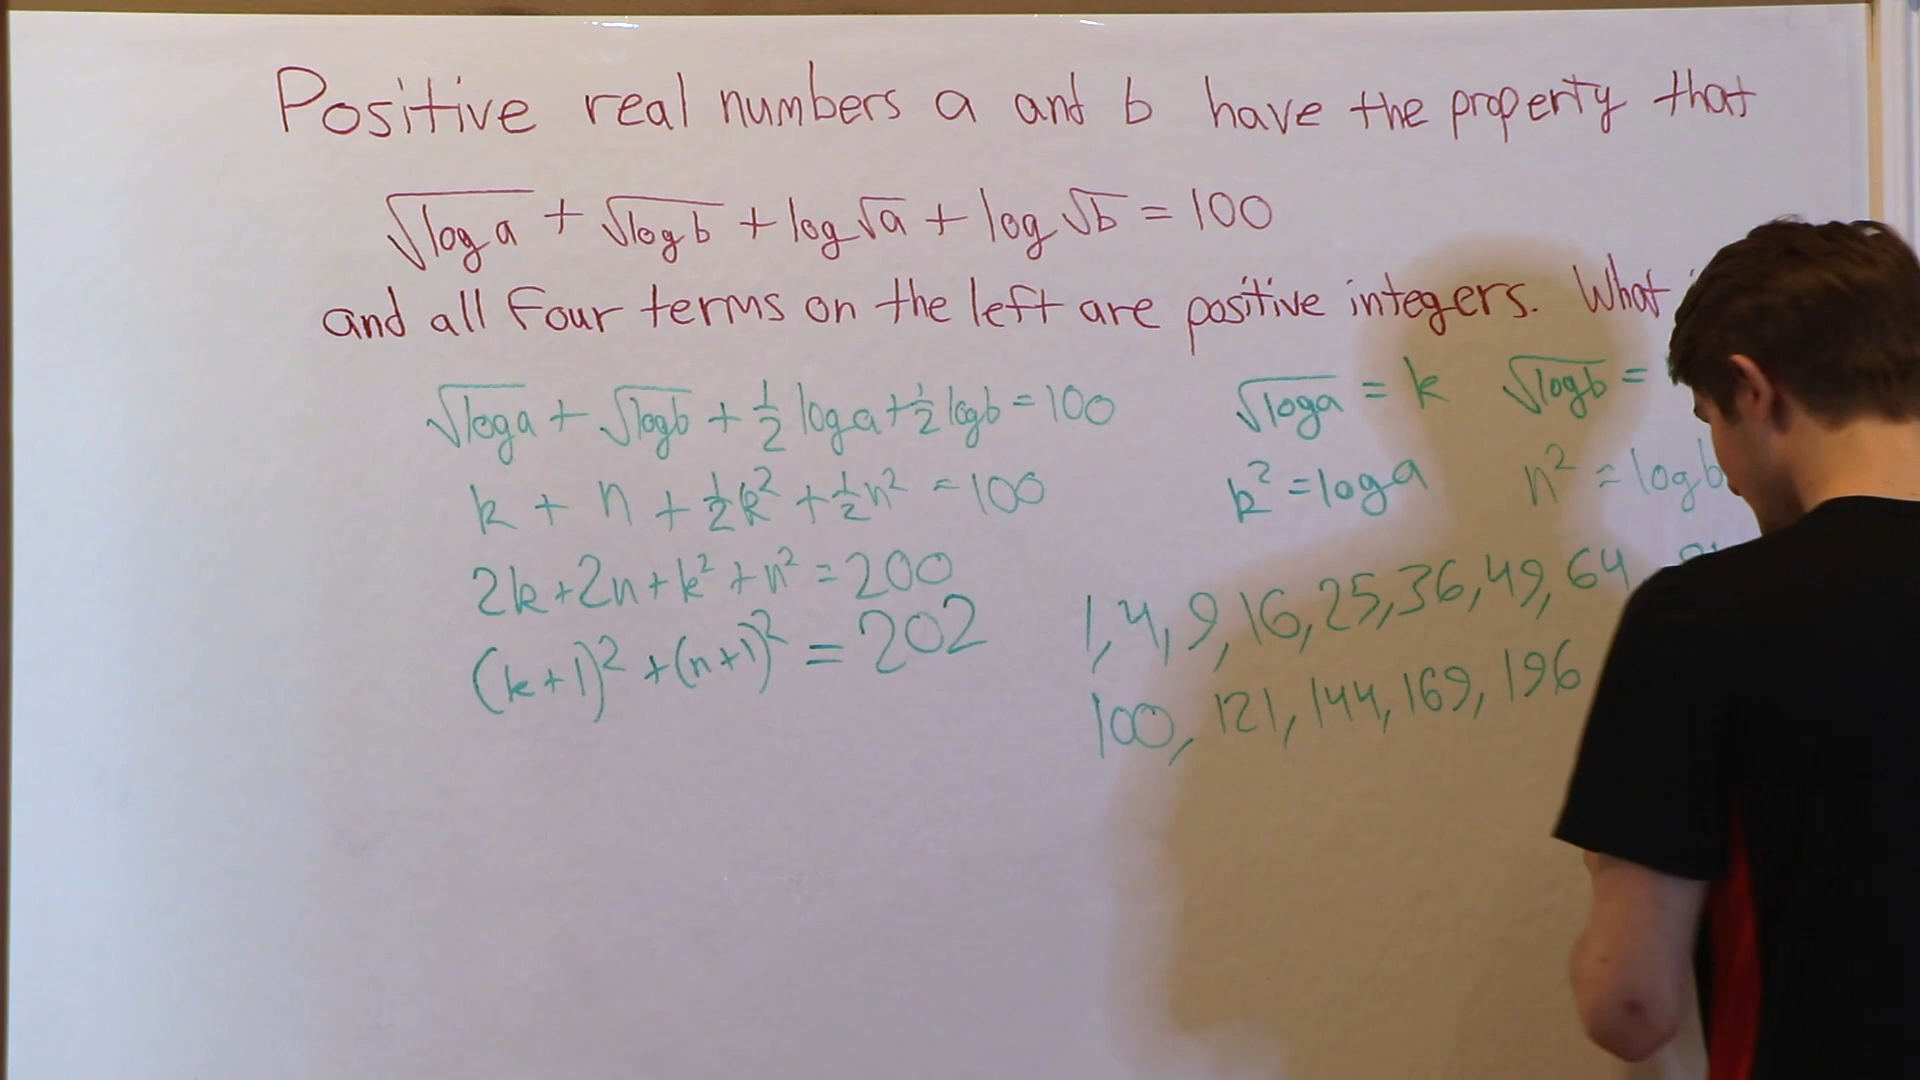 Positive real numbers a and b have the property that
√log a + √log b + log √a + log √b = 100
and all four terms on the left are positive integers. What
√log a + √log b + 1/2 log a + 1/2 log b = 100
√log a = k √log b =
k + n + 1/2 k² + 1/2 n² = 100
k² = log a n² = log b
2k + 2n + k² + n² = 200
1, 4, 9, 16, 25, 36, 49, 64
(k+1)² + (n+1)² = 202
100, 121, 144, 169, 196